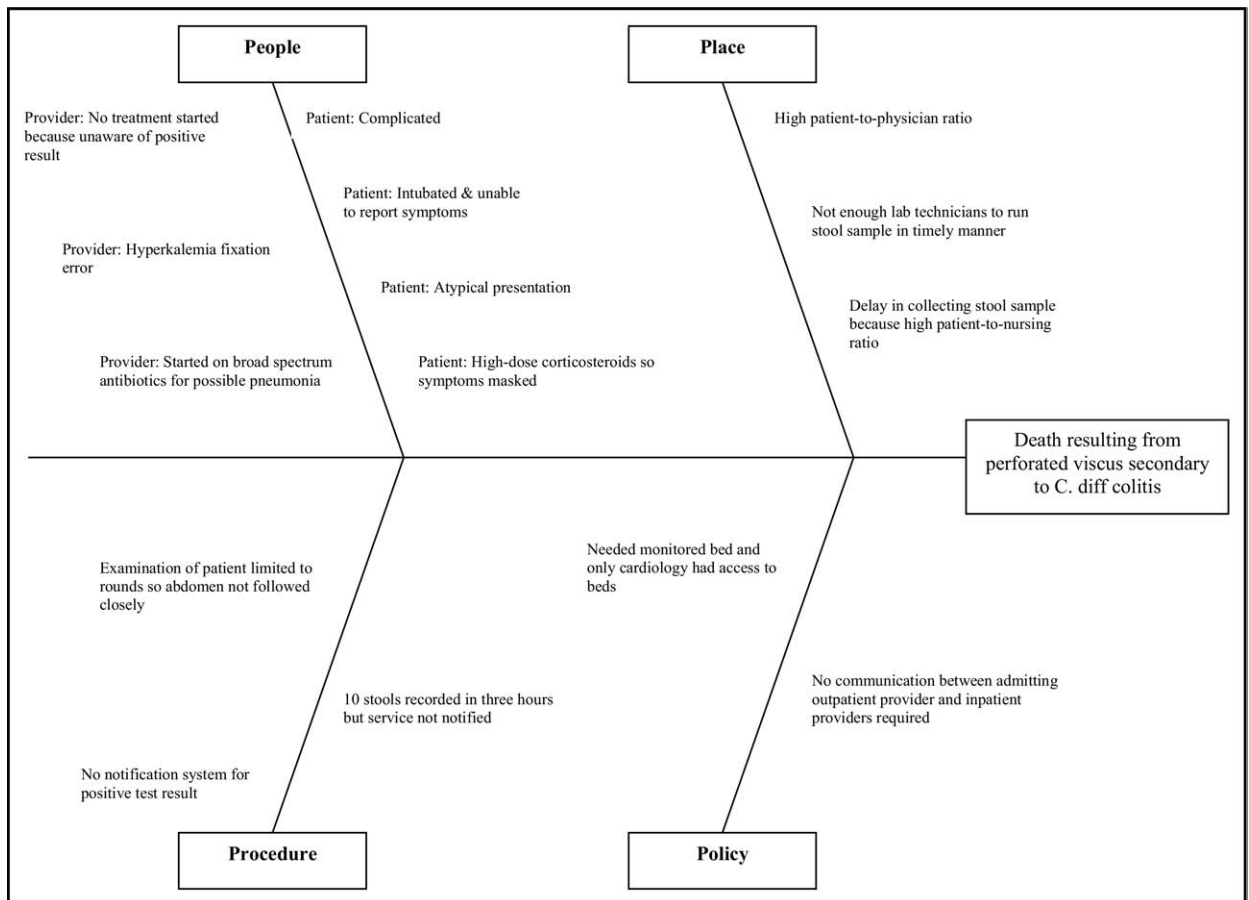 People
Place
Provider: No treatment started
because unaware of positive
result
Patient: Complicated
High patient-to-physician ratio
Patient: Intubated & unable
to report symptoms
Not enough lab technicians to run
stool sample in timely manner
Provider: Hyperkalemia fixation
error
Patient: Atypical presentation
Delay in collecting stool sample
because high patient-to-nursing
ratio
Provider: Started on broad spectrum
antibiotics for possible pneumonia
Patient: High-dose corticosteroids so
symptoms masked
Death resulting from
perforated viscus secondary
to C. diff colitis
Examination of patient limited to
rounds so abdomen not followed
closely
Needed monitored bed and
only cardiology had access to
beds
10 stools recorded in three hours
but service not notified
No communication between admitting
outpatient provider and inpatient
providers required
No notification system for
positive test result
Procedure
Policy